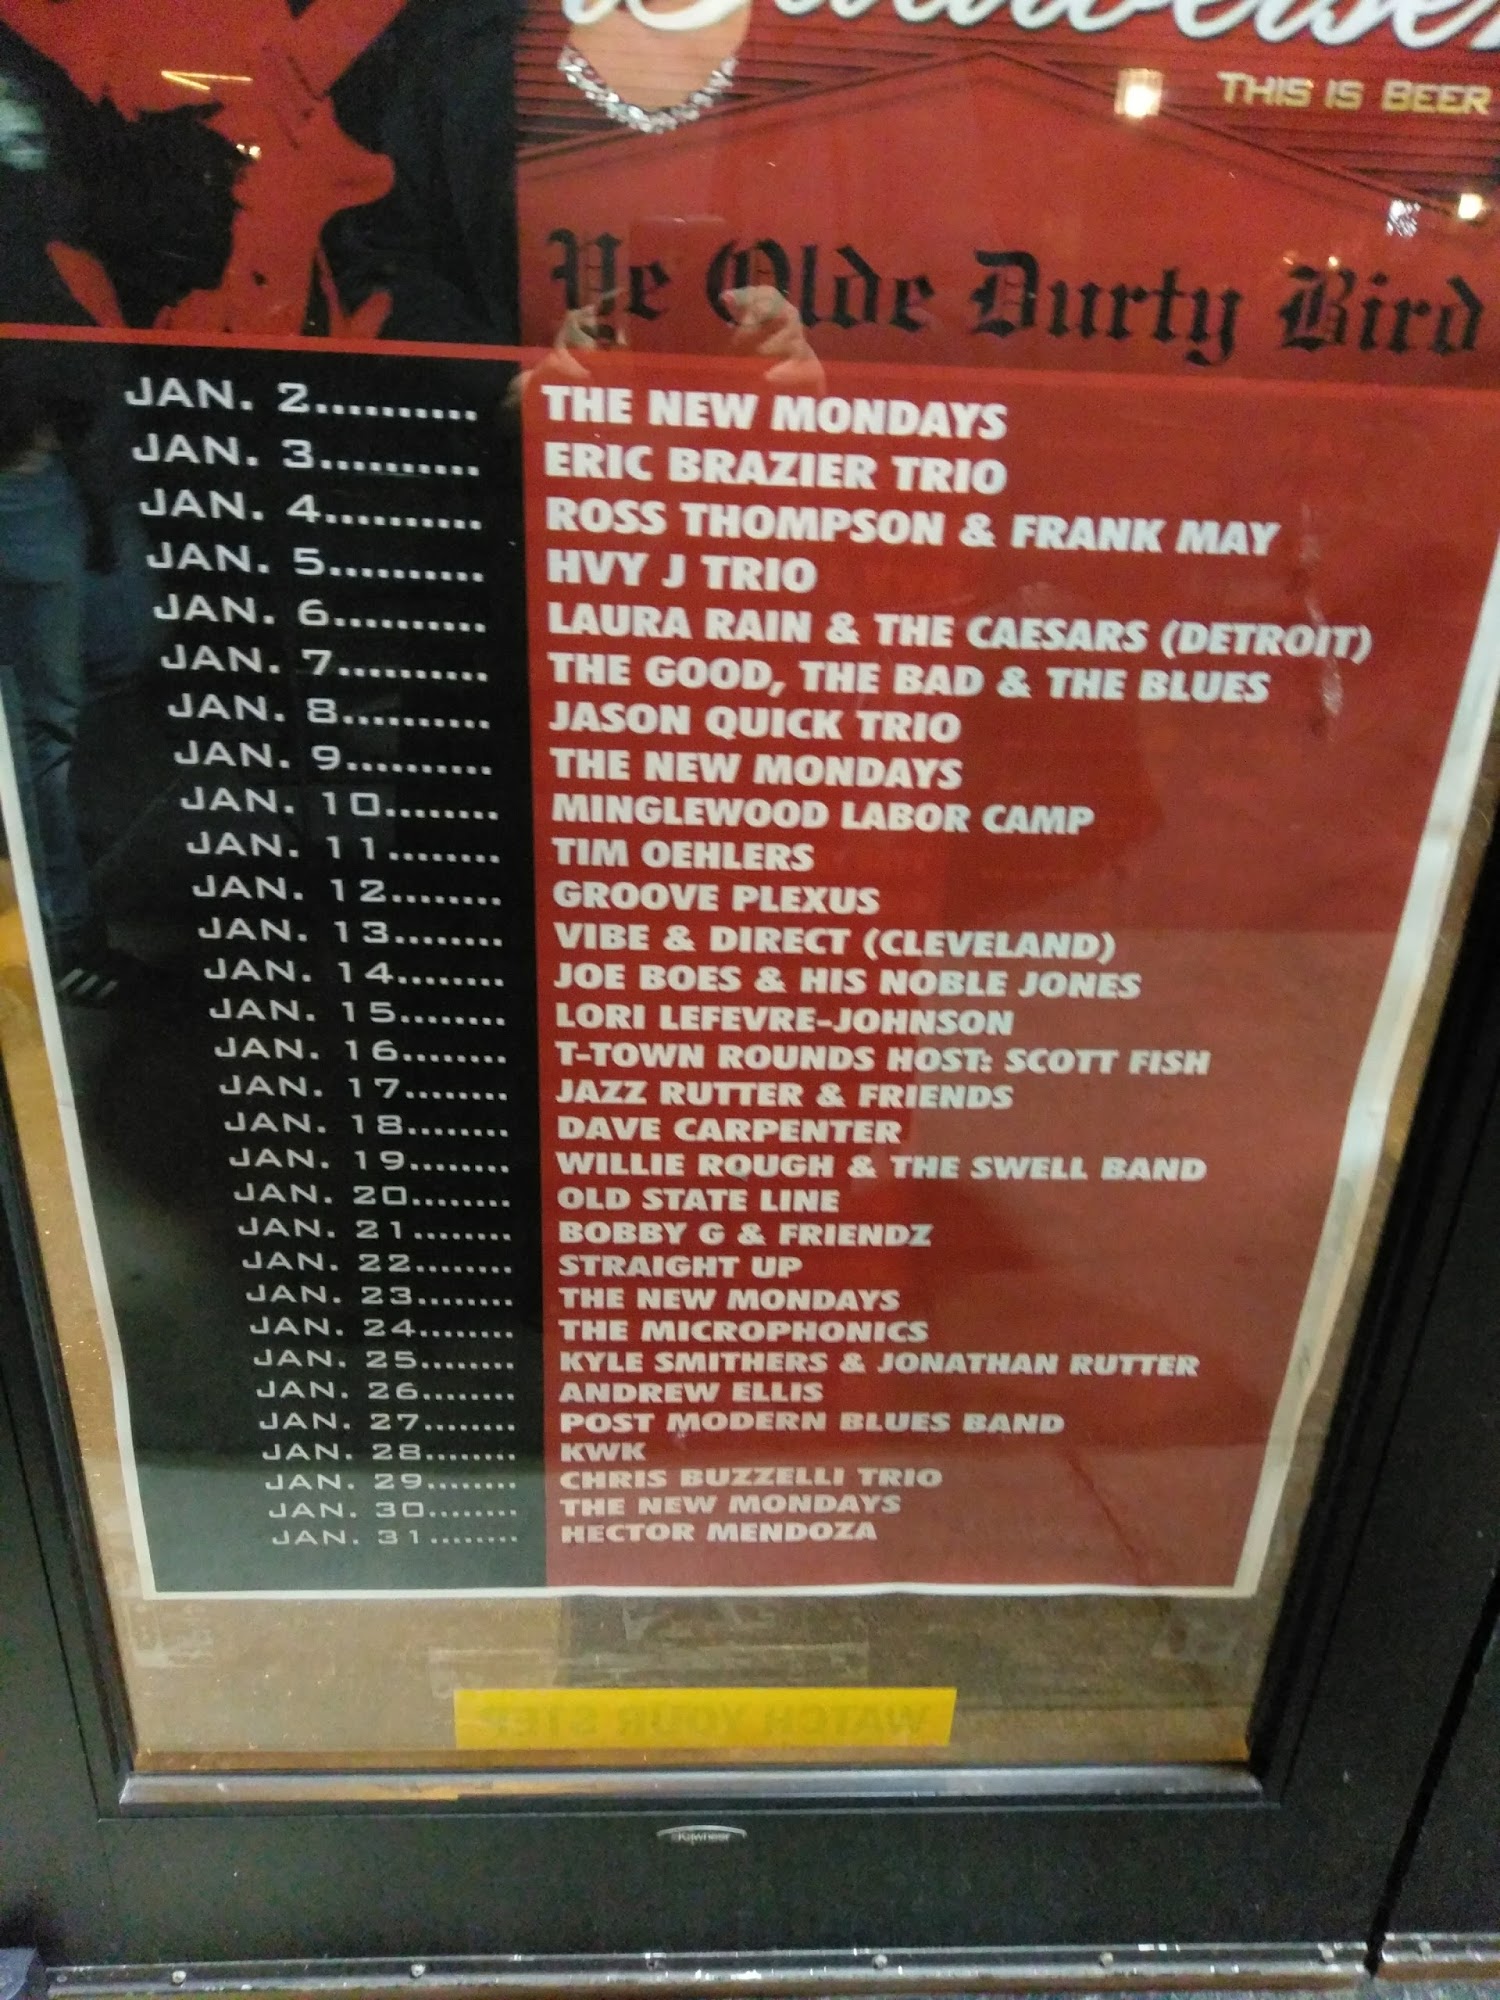 THIS IS BEER
Ye Olde Durty Bird
JAN. 2.......... THE NEW MONDAYS
JAN. 3.......... ERIC BRAZIER TRIO
JAN. 4.......... ROSS THOMPSON & FRANK MAY
JAN. 5.......... HVY J TRIO
JAN. 6.......... LAURA RAIN & THE CAESARS (DETROIT)
JAN. 7.......... THE GOOD, THE BAD & THE BLUES
JAN. 8.......... JASON QUICK TRIO
JAN. 9.......... THE NEW MONDAYS
JAN. 10........ MINGLEWOOD LABOR CAMP
JAN. 11........ TIM OEHLERS
JAN. 12........ GROOVE PLEXUS
JAN. 13........ VIBE & DIRECT (CLEVELAND)
JAN. 14........ JOE BOES & HIS NOBLE JONES
JAN. 15........ LORI LEFEVRE-JOHNSON
JAN. 16........ T-TOWN ROUNDS HOST: SCOTT FISH
JAN. 17........ JAZZ RUTTER & FRIENDS
JAN. 18........ DAVE CARPENTER
JAN. 19........ WILLIE ROUGH & THE SWELL BAND
JAN. 20........ OLD STATE LINE
JAN. 21........ BOBBY G & FRIENDZ
JAN. 22........ STRAIGHT UP
JAN. 23........ THE NEW MONDAYS
JAN. 24........ THE MICROPHONICS
JAN. 25........ KYLE SMITHERS & JONATHAN RUTTER
JAN. 26........ ANDREW ELLIS
JAN. 27........ POST MODERN BLUES BAND
JAN. 28........ KWK
JAN. 29........ CHRIS BUZZELLI TRIO
JAN. 30........ THE NEW MONDAYS
JAN. 31........ HECTOR MENDOZA
WATCH YOUR STEP